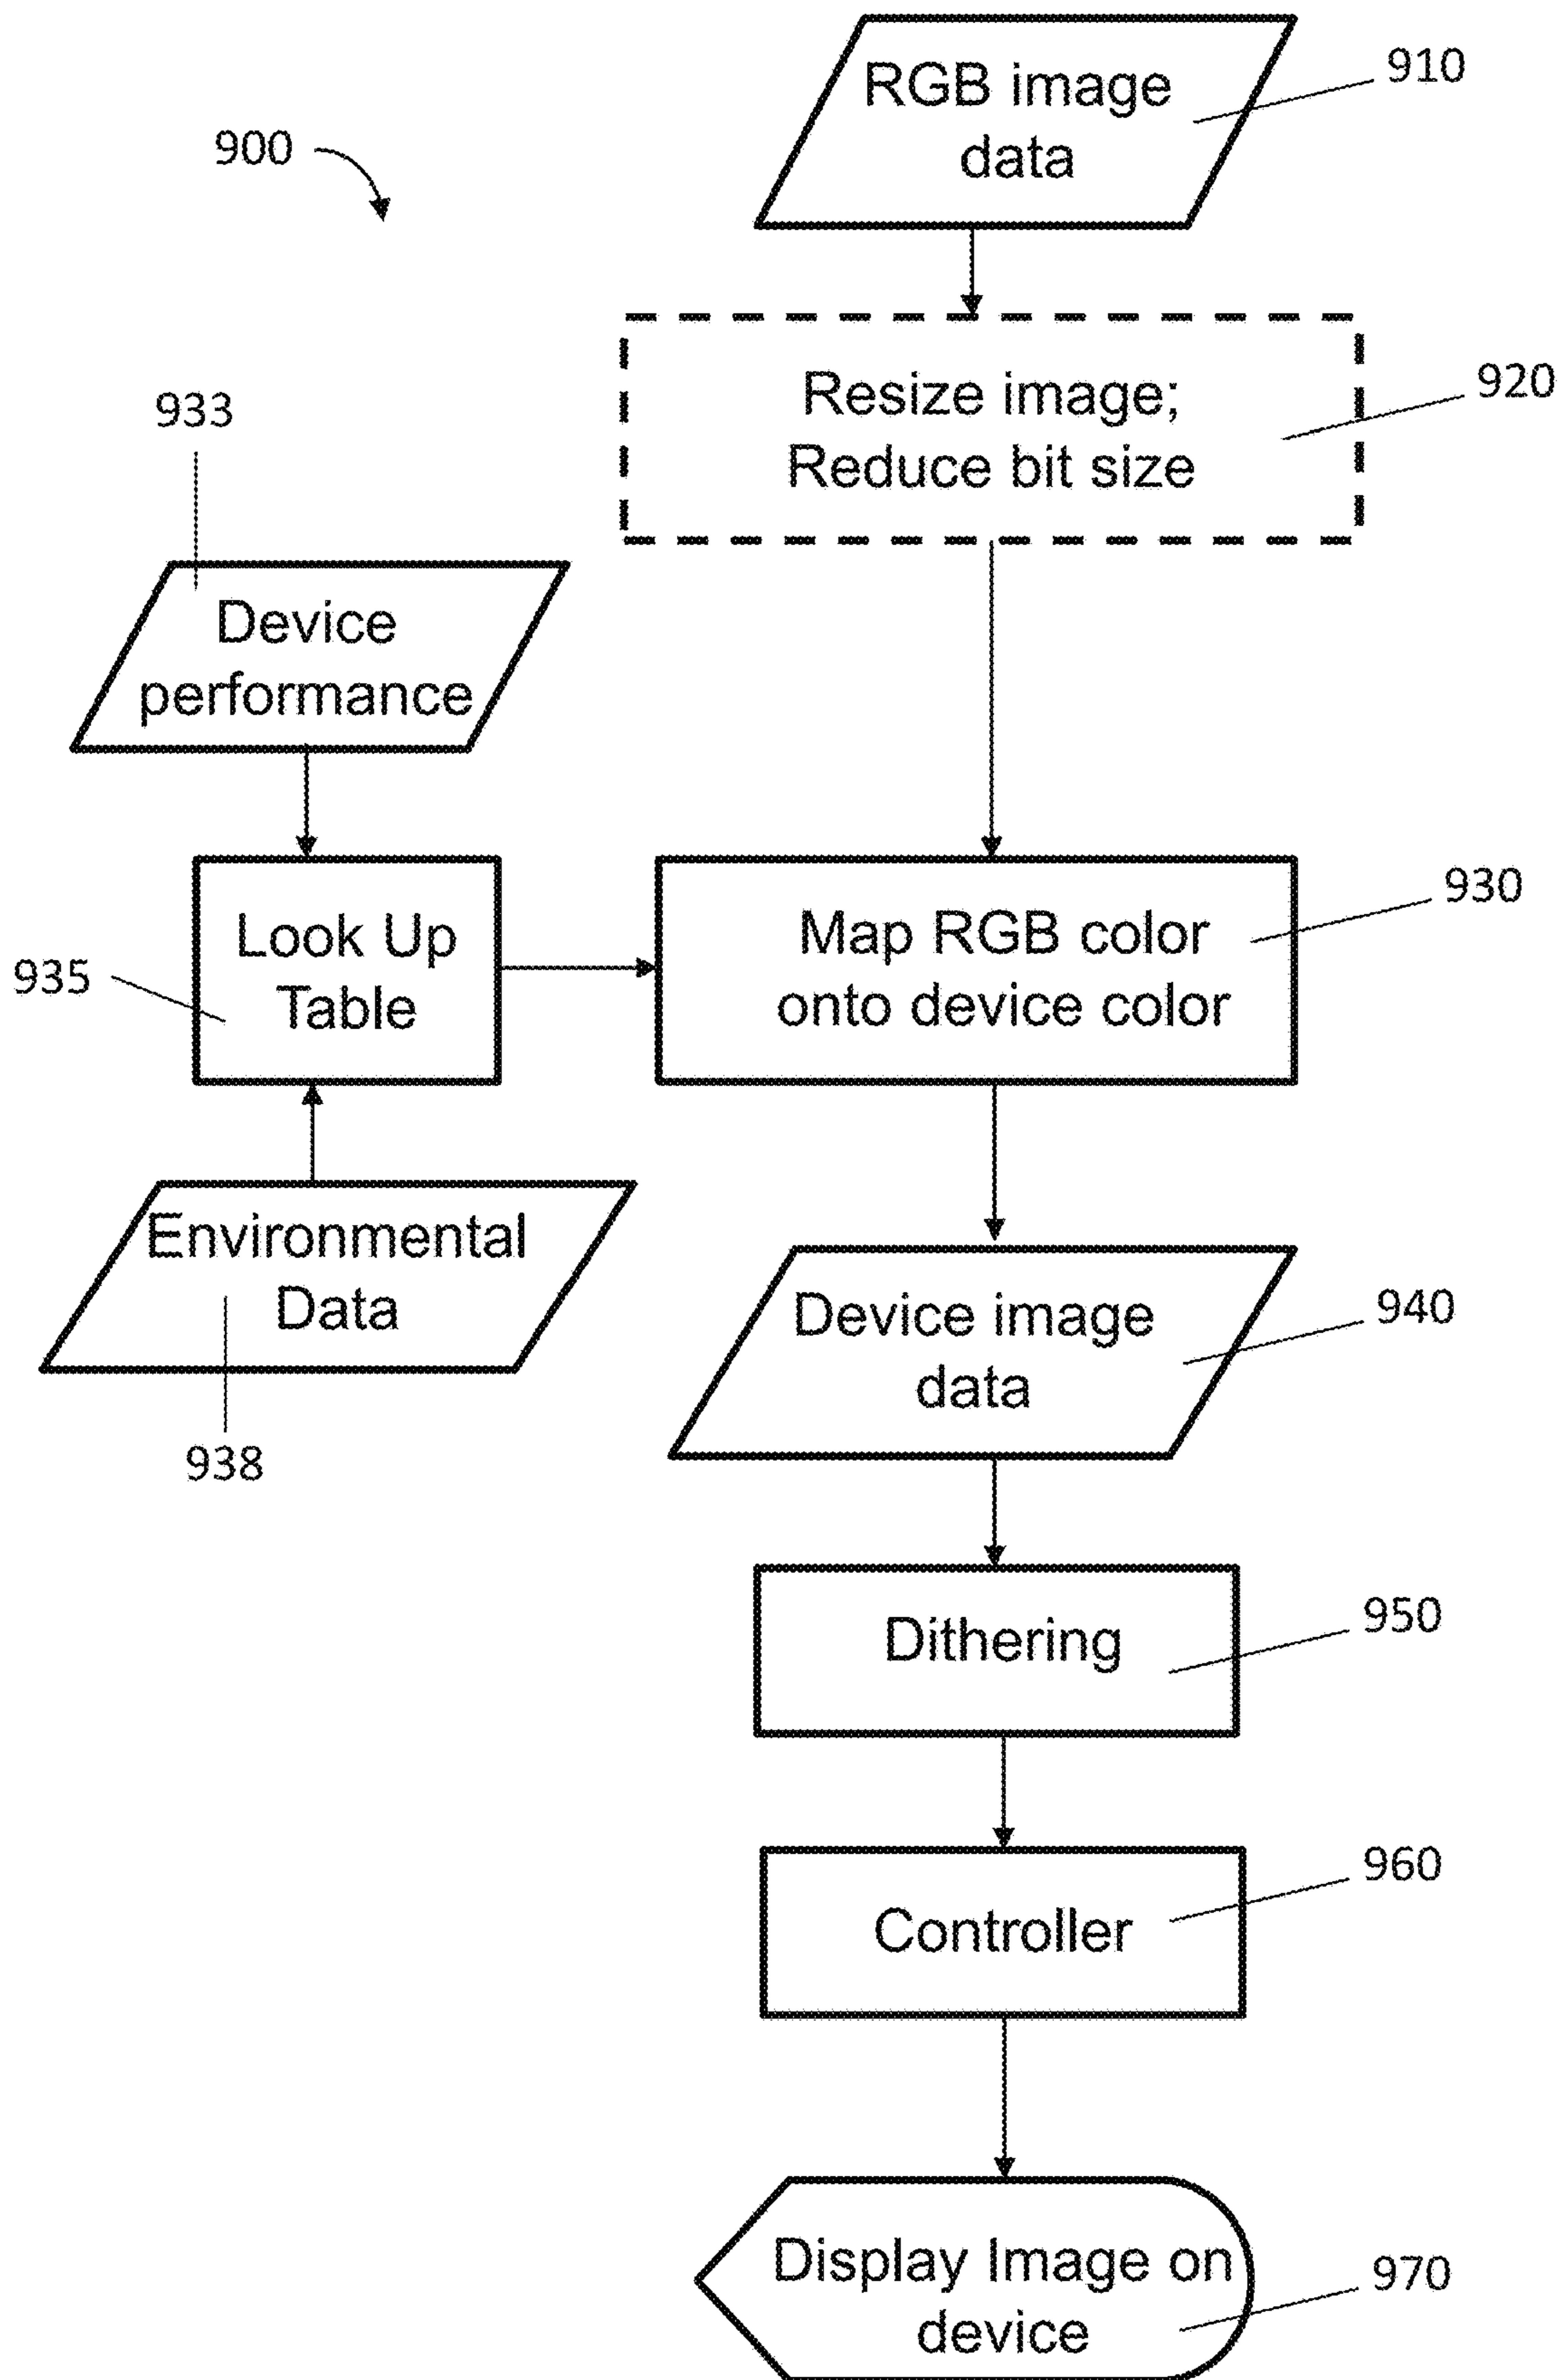 RGB image
data
910
900
Resize image;
Reduce bit size
920
933
Device
performance
Look Up
Table
935
Map RGB color
onto device color
930
Environmental
Data
938
Device image
data
940
Dithering
950
Controller
960
Display Image on
device
970